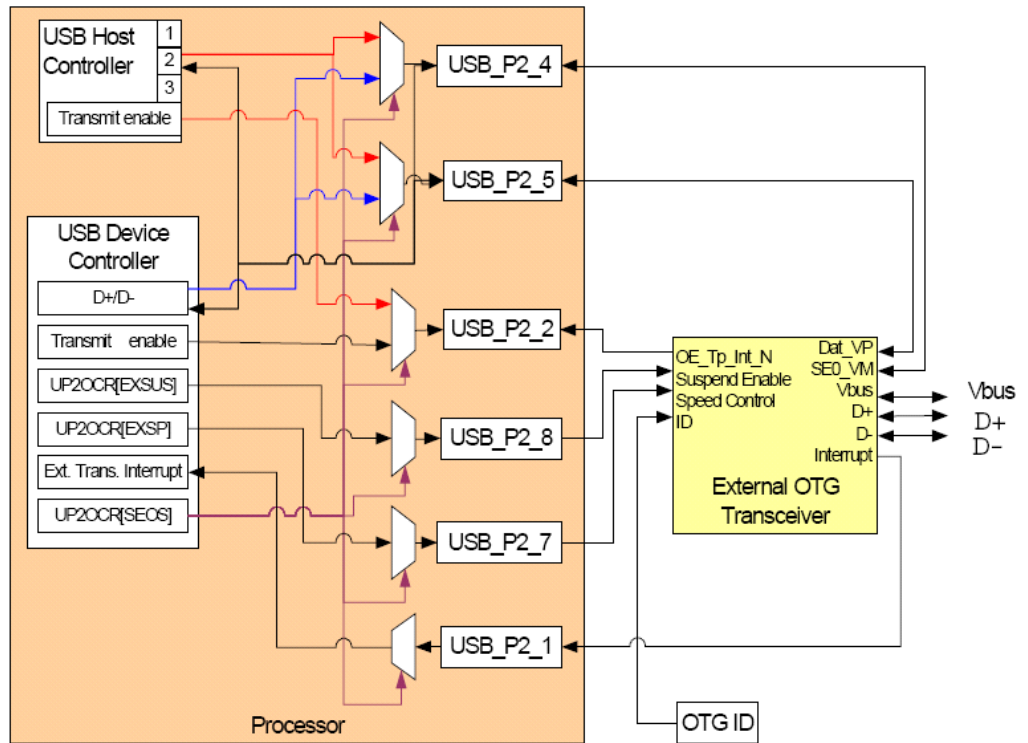 USB Host
Controller
1
2
3
Transmit enable
USB_P2_4
USB_P2_5
USB Device
Controller
D+/D-
Transmit enable
UP2OCR[EXSUS]
UP2OCR[EXSP]
Ext. Trans. Interrupt
UP2OCR[SEOS]
USB_P2_2
USB_P2_8
USB_P2_7
USB_P2_1
Processor
OE_Tp_Int_N
Suspend Enable
Speed Control
ID
Dat_VP
SE0_VM
Vbus
D+
D-
Interrupt
External OTG
Transceiver
Vbus
D+
D-
OTG ID